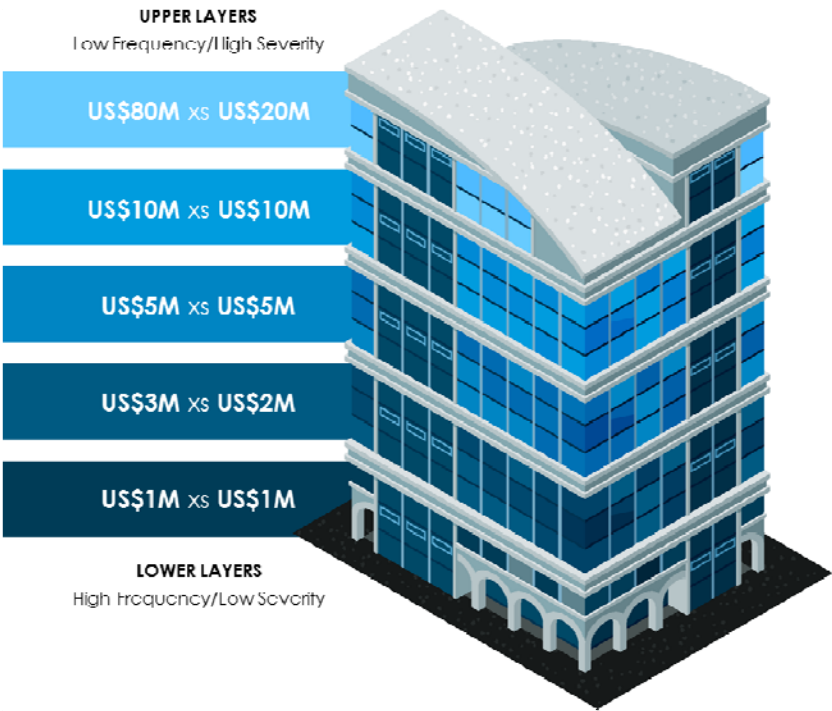 UPPER LAYERS
Low Frequency/High Severity
US$80M xs US$20M
US$10M xs US$10M
US$5M xs US$5M
US$3M xs US$2M
US$1M xs US$1M
LOWER LAYERS
High Frequency/Low Severity